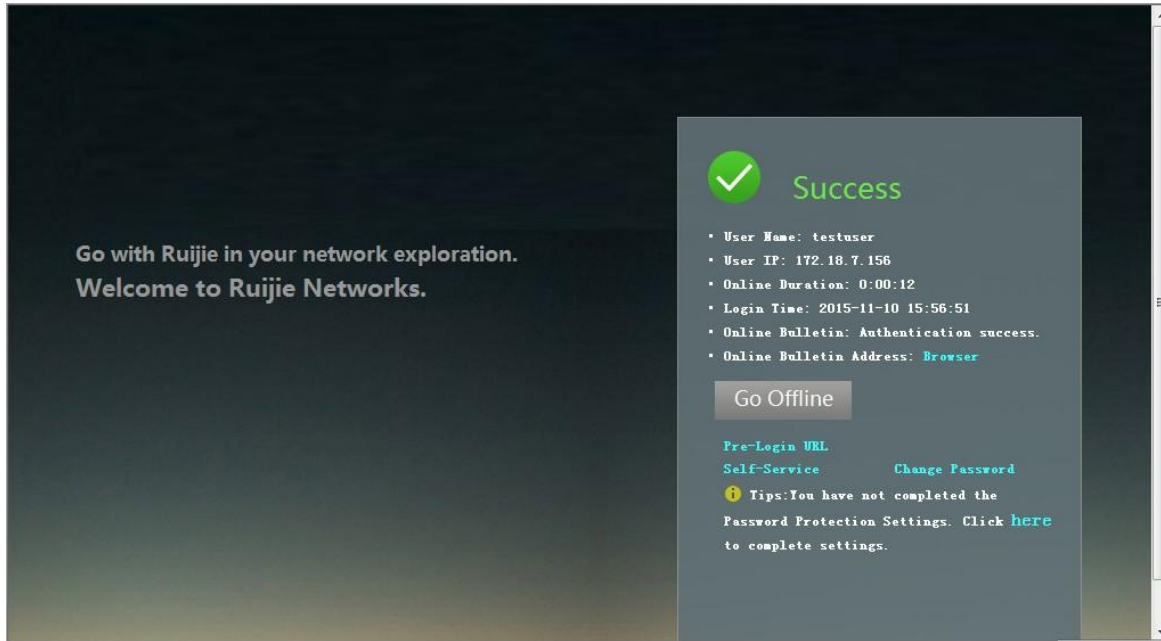 Go with Ruijie in your network exploration.
Welcome to Ruijie Networks.
Success
• User Name: testuser
• User IP: 172.18.7.156
• Online Duration: 0:00:12
• Login Time: 2015-11-10 15:56:51
• Online Bulletin: Authentication success.
• Online Bulletin Address: Browser
Go Offline
Pre-Login URL
Self-Service Change Password
Tips:You have not completed the
Password Protection Settings. Click here
to complete settings.